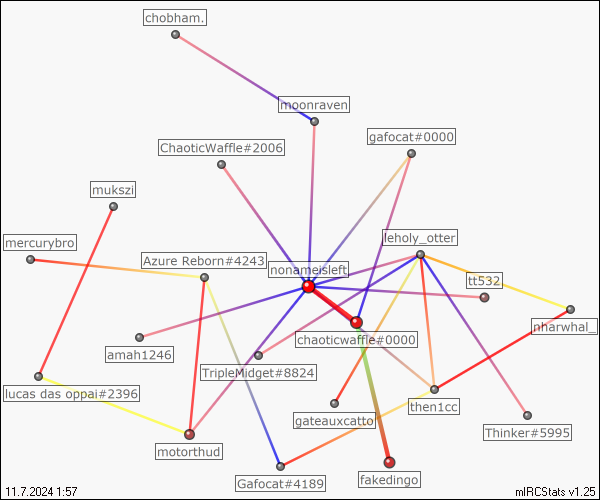 chobham.
moonraven
gafocat#0000
ChaoticWaffle#2006
mukszi
mercurybro
leholy_otter
Azure Reborn#4243
nonameisleft
tt532
nharwhal_
chaoticwaffle#0000
amah1246
TripleMidget#8824
lucas das oppai#2396
then1cc
gateauxcatto
Thinker#5995
motorthud
fakedingo
Gafocat#4189
11.7.2024 1:57
mIRCStats v1.25